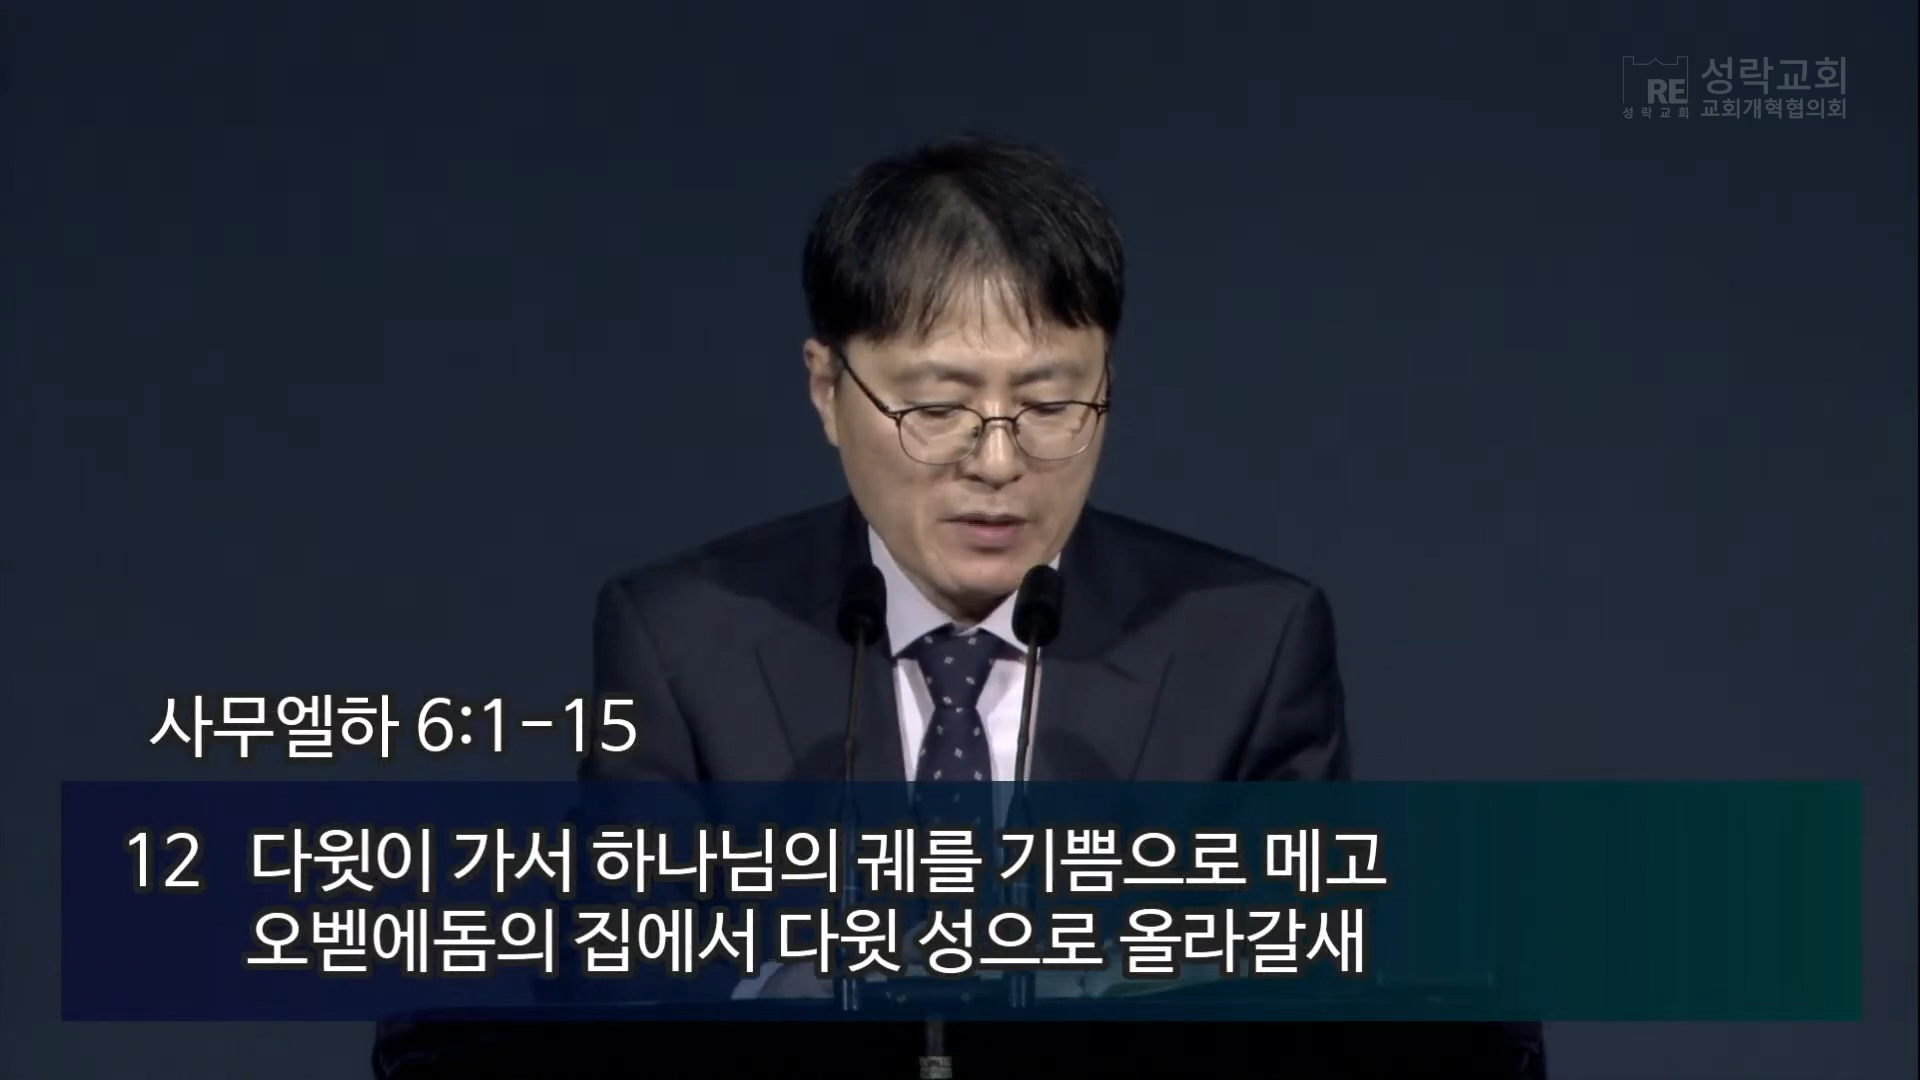 RE
성락교회
성락교회
교회개혁협의회
사무엘하 6:1-15
12 다윗이 가서 하나님의 궤를 기쁨으로 메고
오벧에돔의 집에서 다윗 성으로 올라갈새